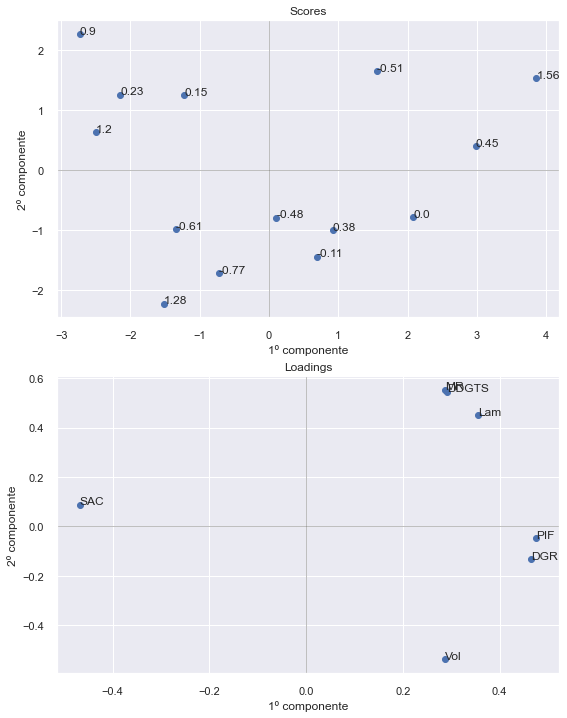 Scores
2
1
0
−1
−2
2º componente
0.9
0.23
0.15
1.2
-0.51
1.56
0.45
-0.61
-0.48
0.38
0.0
-0.11
-0.77
1.28
−3
−2
−1
0
1
2
3
4
1º componente
Loadings
0.6
0.4
0.2
0.0
−0.2
−0.4
2º componente
MR
DDGTS
Lam
SAC
PIF
DGR
Vol
−0.4
−0.2
0.0
0.2
0.4
1º componente